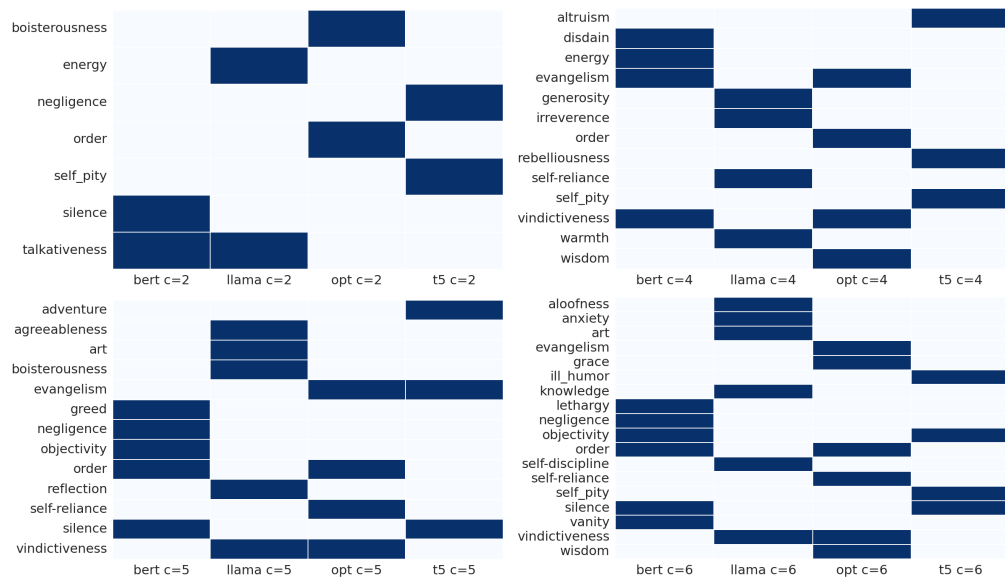 boisterousness
energy
negligence
order
self_pity
silence
talkativeness
bert c=2 llama c=2 opt c=2 t5 c=2
altruism
disdain
energy
evangelism
generosity
irreverence
order
rebelliousness
self-reliance
self_pity
vindictiveness
warmth
wisdom
bert c=4 llama c=4 opt c=4 t5 c=4
adventure
agreeableness
art
boisterousness
evangelism
greed
negligence
objectivity
order
reflection
self-reliance
silence
vindictiveness
bert c=5 llama c=5 opt c=5 t5 c=5
aloofness
anxiety
art
evangelism
grace
ill_humor
knowledge
lethargy
negligence
objectivity
order
self-discipline
self-reliance
self_pity
silence
vanity
vindictiveness
wisdom
bert c=6 llama c=6 opt c=6 t5 c=6